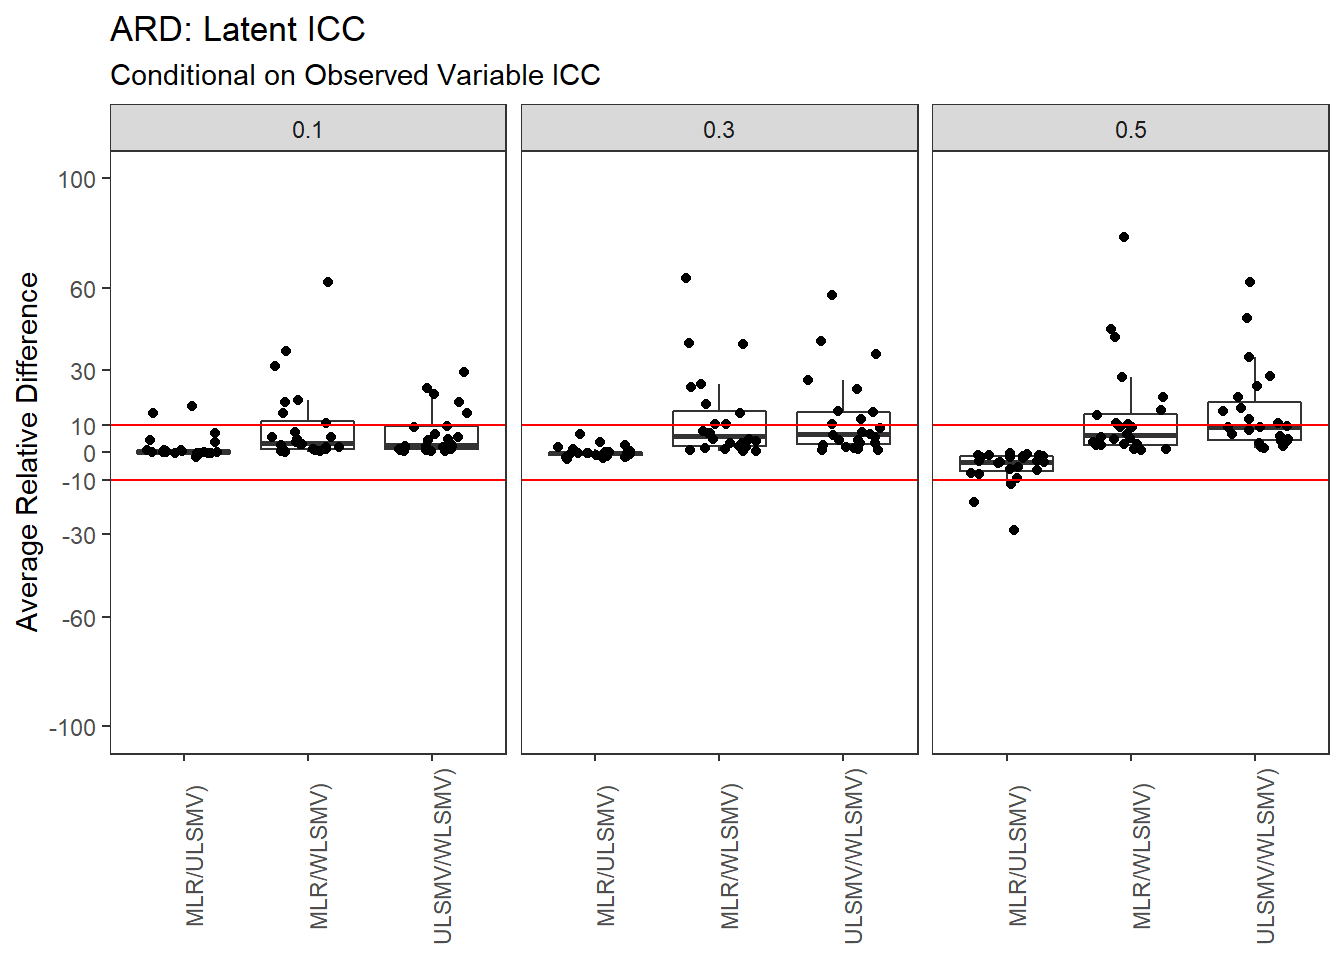 ARD: Latent ICC
Conditional on Observed Variable ICC
0.1
0.3
0.5
Average Relative Difference
100
60
30
10
0
-10
-30
-60
-100
MLR/ULSMV)
MLR/WLSMV)
ULSMV/WLSMV)
MLR/ULSMV)
MLR/WLSMV)
ULSMV/WLSMV)
MLR/ULSMV)
MLR/WLSMV)
ULSMV/WLSMV)